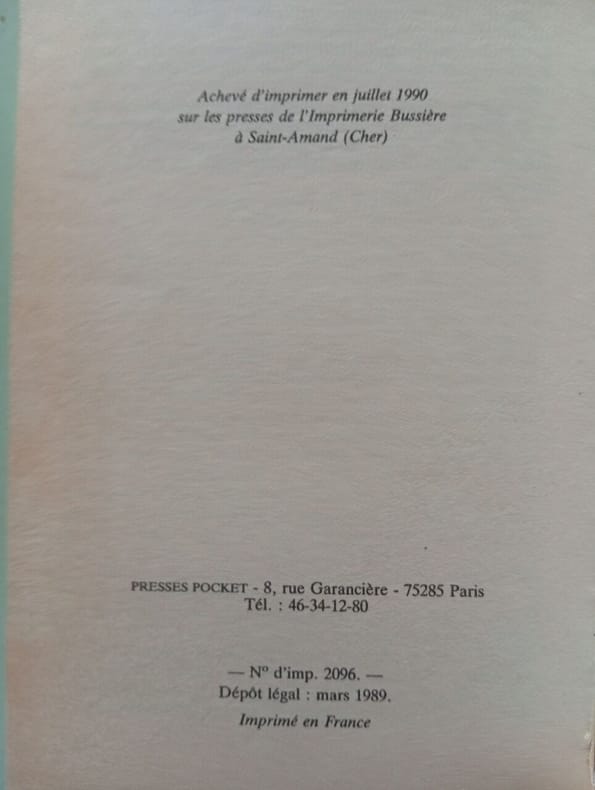 Achevé d'imprimer en juillet 1990
sur les presses de l'Imprimerie Bussière
à Saint-Amand (Cher)
PRESSES POCKET - 8, rue Garancière - 75285 Paris
Tél. : 46-34-12-80
— Nº d'imp. 2096. —
Dépôt légal : mars 1989.
Imprimé en France